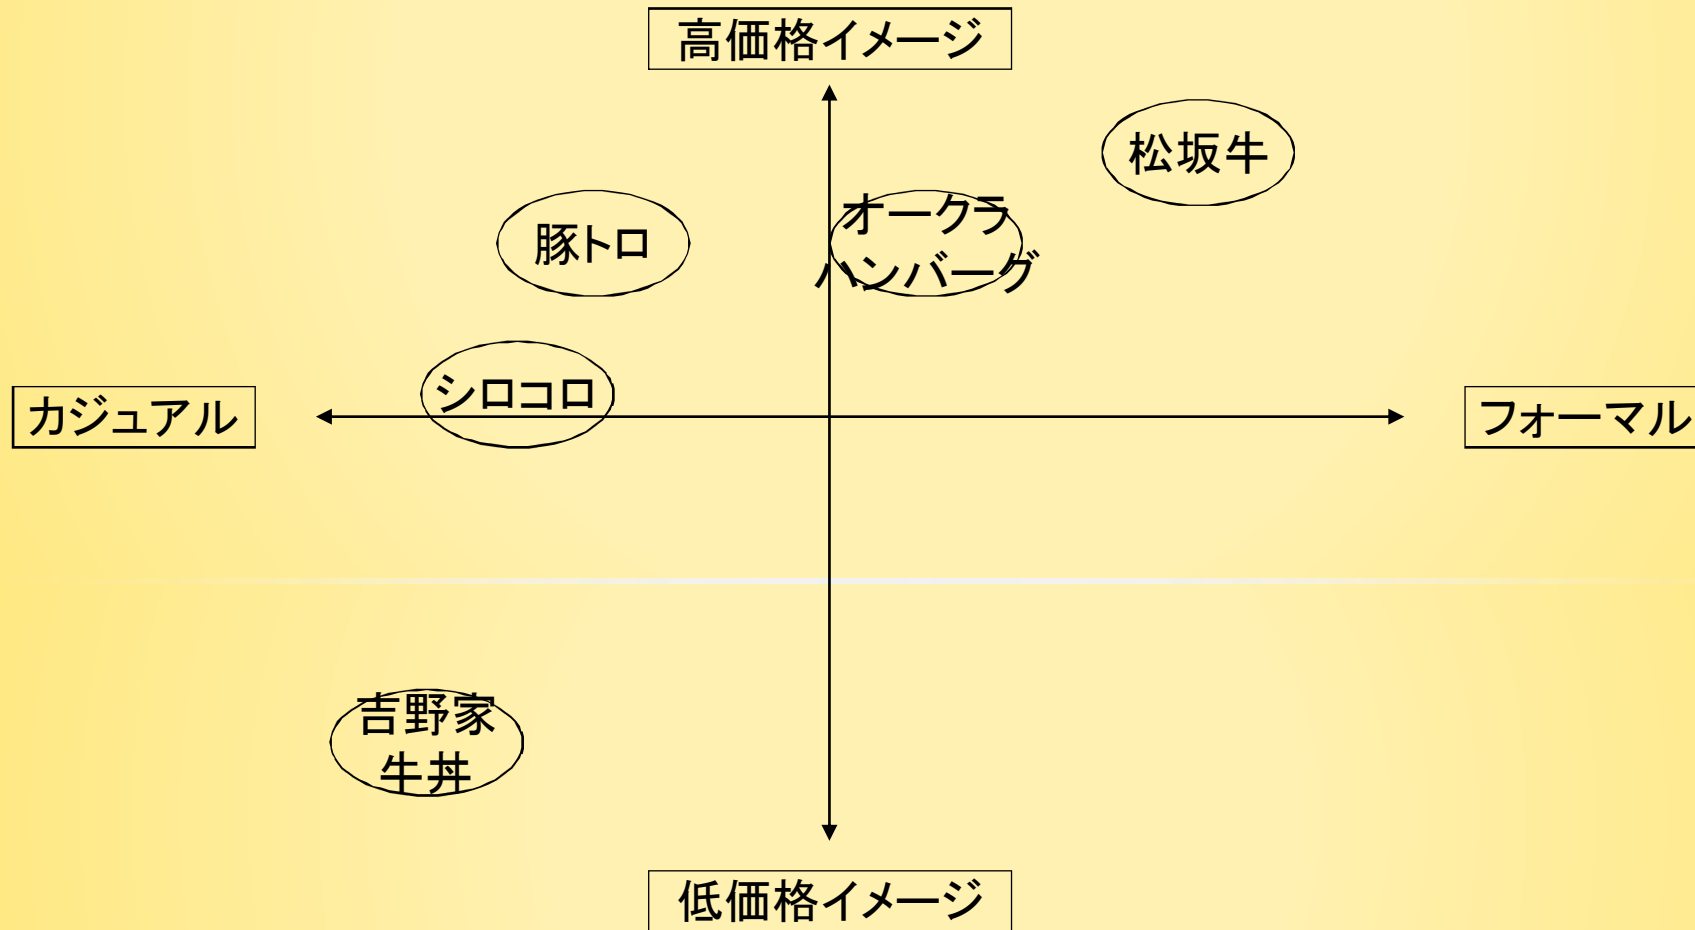 高価格イメージ
松坂牛
豚トロ
オークラ
ハンバーグ
シロコロ
カジュアル
フォーマル
吉野家
牛丼
低価格イメージ